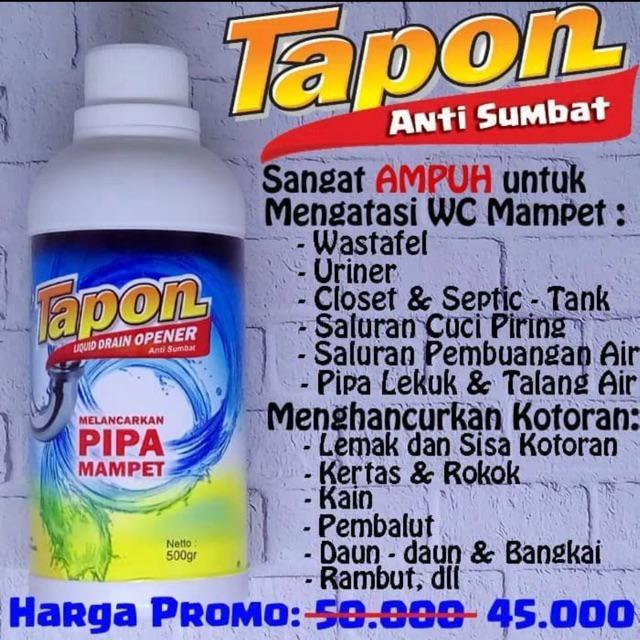 Tapon
Anti Sumbat
Sangat AMPUH untuk
Mengatasi WC Mampet :
- Wastafel
- Uriner
- Closet & Septic - Tank
- Saluran Cuci Piring
- Saluran Pembuangan Air
- Pipa Lekuk & Talang Air
Menghancurkan Kotoran:
- Lemak dan Sisa Kotoran
- Kertas & Rokok
- Kain
- Pembalut
- Daun - daun & Bangkai
- Rambut, dll
Tapon
LIQUID DRAIN OPENER
Anti Sumbat
MELANCARKAN
PIPA
MAMPET
Netto :
500gr
Harga Promo: 50.000 45.000